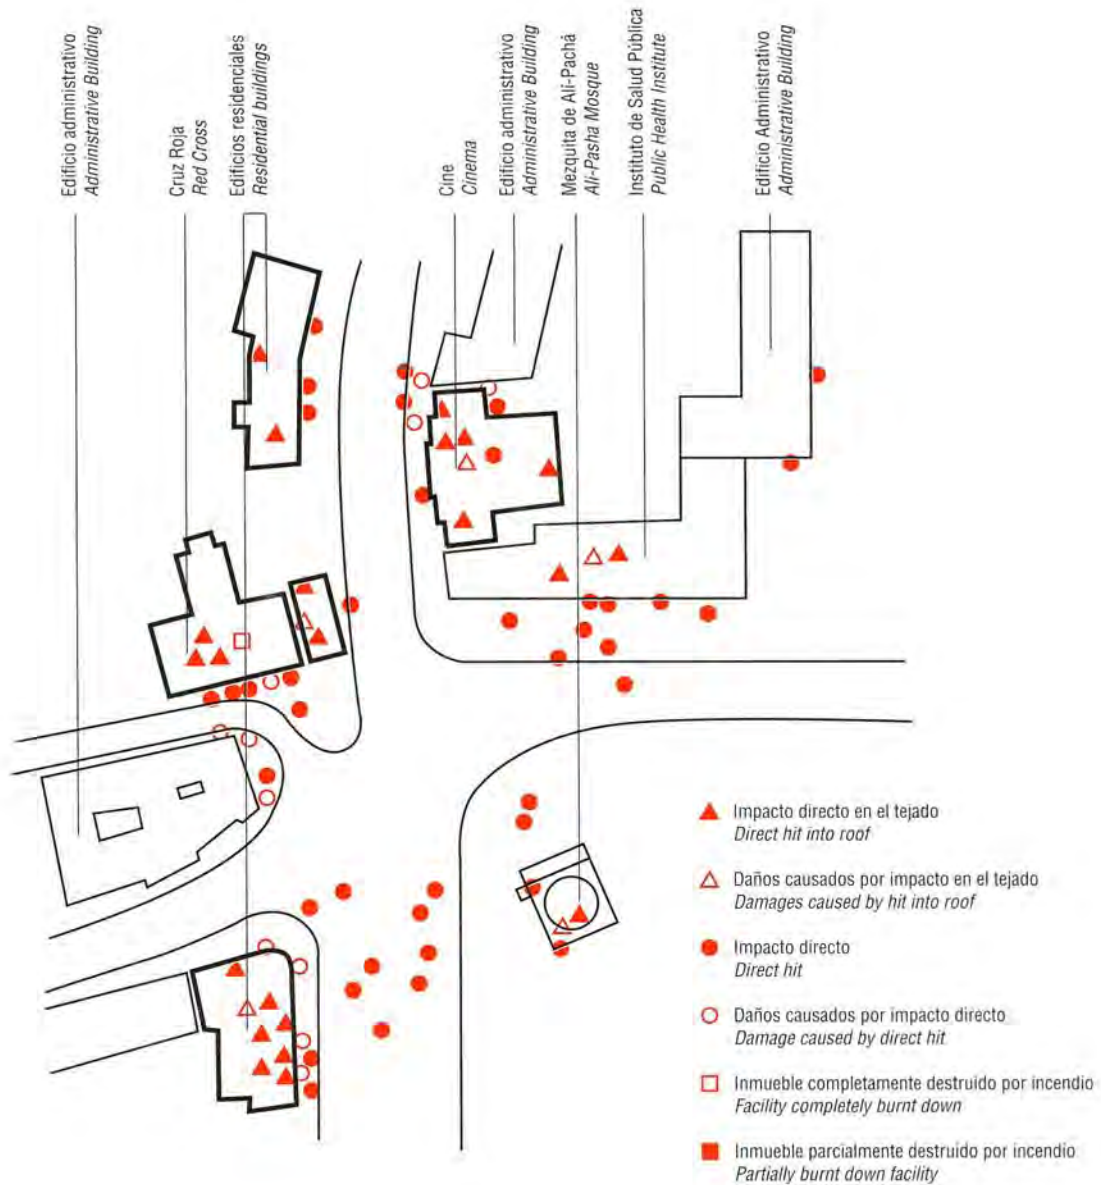 Edificio administrativo
Administrative Building
Cruz Roja
Red Cross
Edificios residenciales
Residential buildings
Cine
Cinema
Edificio administrativo
Administrative Building
Mezquita de Alí-Pachá
Ali-Pasha Mosque
Instituto de Salud Pública
Public Health Institute
Edificio Administrativo
Administrative Building
Impacto directo en el tejado
Direct hit into roof
Daños causados por impacto en el tejado
Damages caused by hit into roof
Impacto directo
Direct hit
Daños causados por impacto directo
Damage caused by direct hit
Inmueble completamente destruido por incendio
Facility completely burnt down
Inmueble parcialmente destruido por incendio
Partially burnt down facility